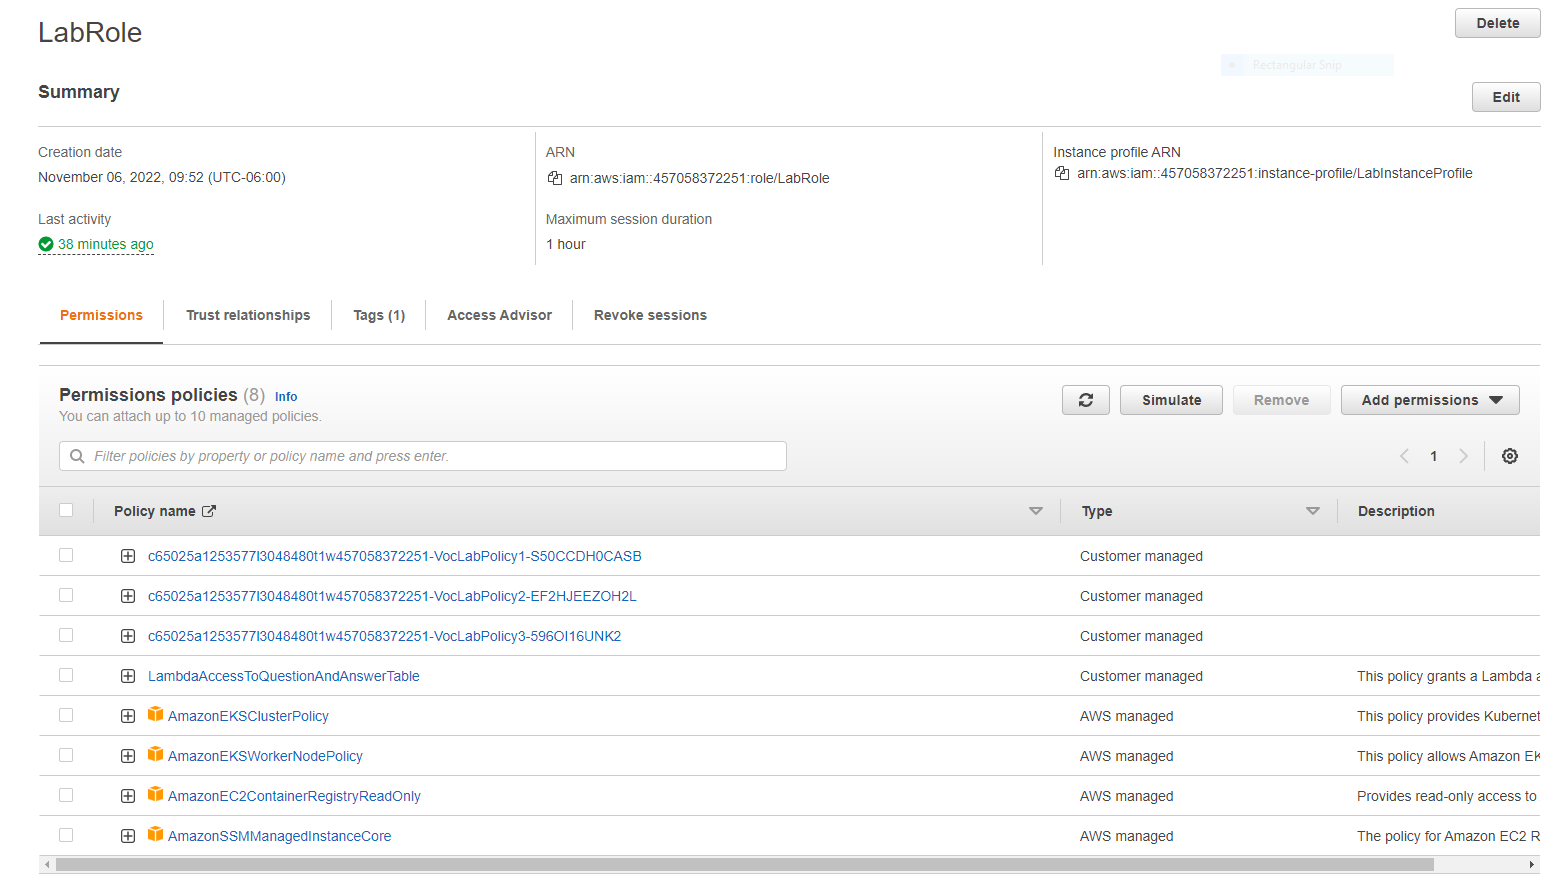 LabRole
Delete
Rectangular Snip
Summary
Edit
Creation date
November 06, 2022, 09:52 (UTC-06:00)
ARN
arn:aws:iam::457058372251:role/LabRole
Instance profile ARN
arn:aws:iam::457058372251:instance-profile/LabInstanceProfile
Last activity
38 minutes ago
Maximum session duration
1 hour
Permissions
Trust relationships
Tags (1)
Access Advisor
Revoke sessions
Permissions policies (8) Info
You can attach up to 10 managed policies.
Simulate
Remove
Add permissions
Filter policies by property or policy name and press enter.
1
Policy name
Type
Description
c65025a1253577l3048480t1w457058372251-VocLabPolicy1-S50CCDH0CASB
Customer managed
c65025a1253577l3048480t1w457058372251-VocLabPolicy2-EF2HJEEZOH2L
Customer managed
c65025a1253577l3048480t1w457058372251-VocLabPolicy3-596OI16UNK2
Customer managed
LambdaAccessToQuestionAndAnswerTable
Customer managed
This policy grants a Lambda a
AmazonEKSClusterPolicy
AWS managed
This policy provides Kubernet
AmazonEKSWorkerNodePolicy
AWS managed
This policy allows Amazon EK
AmazonEC2ContainerRegistryReadOnly
AWS managed
Provides read-only access to
AmazonSSMManagedInstanceCore
AWS managed
The policy for Amazon EC2 R